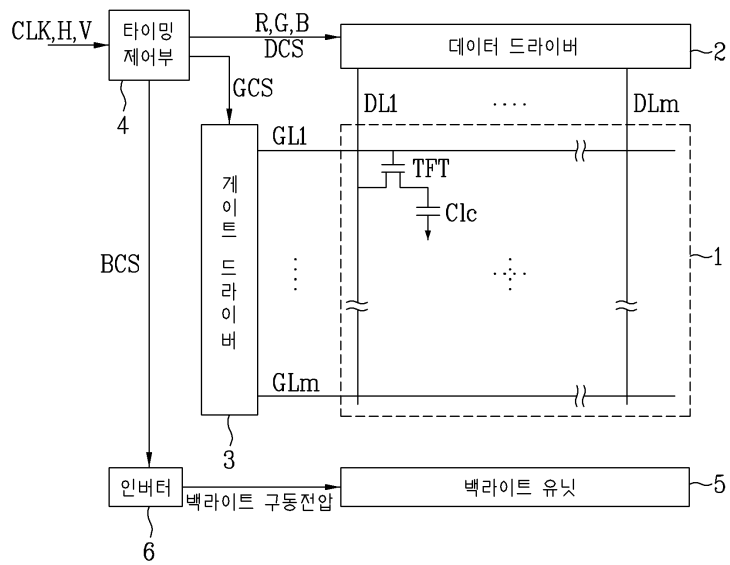 CLK,H,V
타이밍
제어부
4
R,G,B
DCS
데이터 드라이버
2
GCS
DL1
DLm
GL1
TFT
Clc
게이트 드라이버
1
BCS
GLm
3
인버터
6
백라이트 구동전압
백라이트 유닛
5